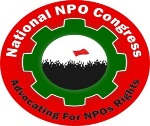 National NPO Congress
Advocating For NPOs Rights